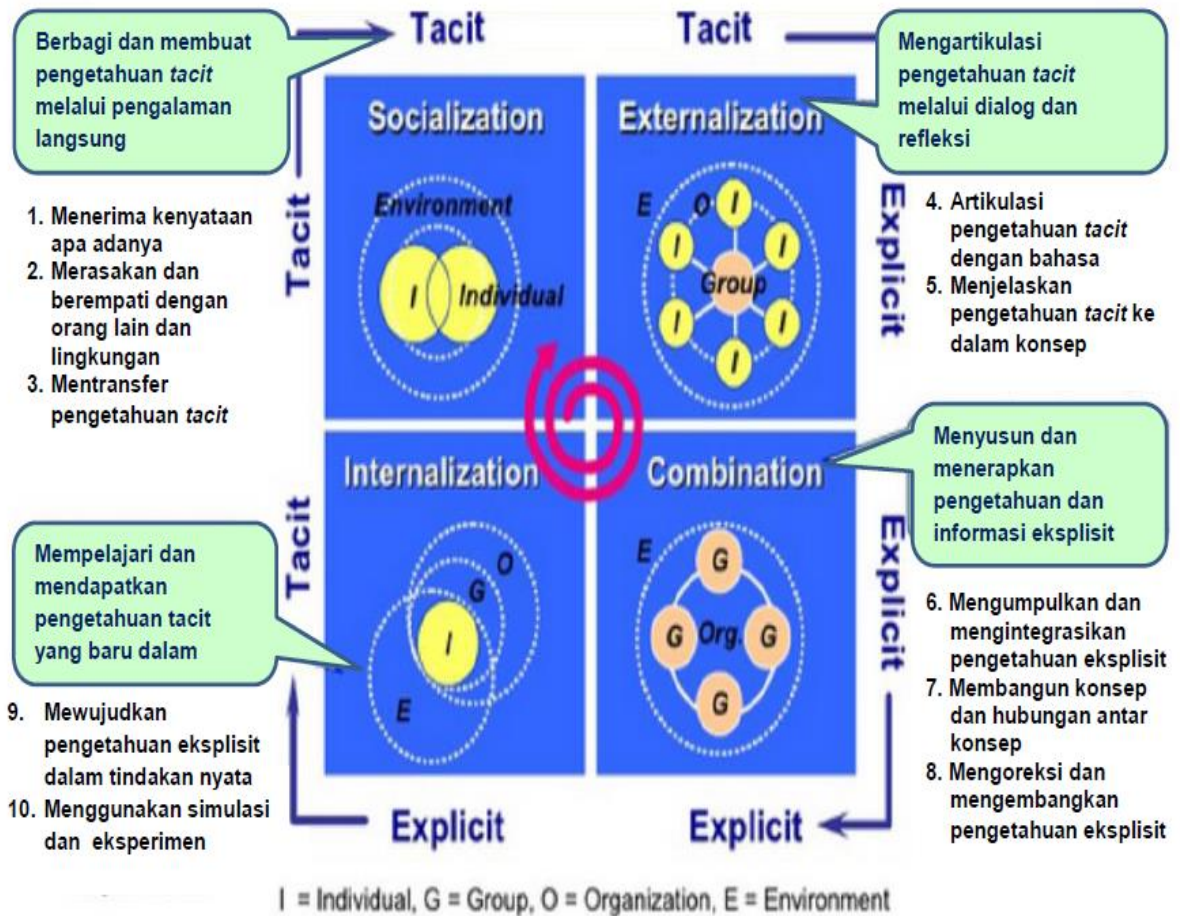 Tacit
Tacit
Berbagi dan membuat
pengetahuan tacit
melalui pengalaman
langsung
Mengartikulasi
pengetahuan tacit
melalui dialog dan
refleksi
Socialization
Environment
I
Individual
Externalization
E
O
I
I
I
Group
I
I
I
Tacit
Explicit
1. Menerima kenyataan
apa adanya
2. Merasakan dan
berempati dengan
orang lain dan
lingkungan
3. Mentransfer
pengetahuan tacit
4. Artikulasi
pengetahuan tacit
dengan bahasa
5. Menjelaskan
pengetahuan tacit ke
dalam konsep
Internalization
O
G
I
E
Combination
E
G
G
Org.
G
G
Tacit
Explicit
Mempelajari dan
mendapatkan
pengetahuan tacit
yang baru dalam
Menyusun dan
menerapkan
pengetahuan dan
informasi eksplisit
9. Mewujudkan
pengetahuan eksplisit
dalam tindakan nyata
10. Menggunakan simulasi
dan eksperimen
6. Mengumpulkan dan
mengintegrasikan
pengetahuan eksplisit
7. Membangun konsep
dan hubungan antar
konsep
8. Mengoreksi dan
mengembangkan
pengetahuan eksplisit
Explicit
Explicit
I = Individual, G = Group, O = Organization, E = Environment